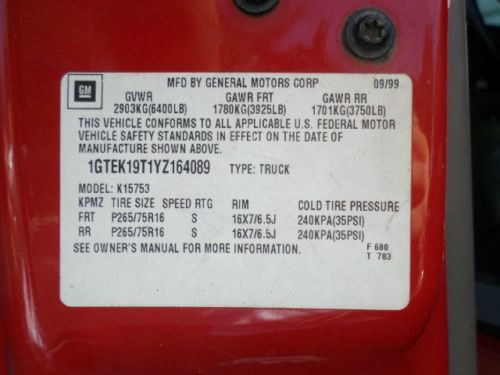 GM MFD BY GENERAL MOTORS CORP 09/99
GVWR GAWR FRT GAWR RR
2903KG(6400LB) 1780KG(3925LB) 1701KG(3750LB)
THIS VEHICLE CONFORMS TO ALL APPLICABLE U.S. FEDERAL MOTOR
VEHICLE SAFETY STANDARDS IN EFFECT ON THE DATE OF
MANUFACTURE SHOWN ABOVE.
1GTEK19T1YZ164089 TYPE: TRUCK
MODEL: K15753
KPMZ TIRE SIZE SPEED RTG RIM COLD TIRE PRESSURE
FRT P265/75R16 S 16X7/6.5J 240KPA(35PSI)
RR P265/75R16 S 16X7/6.5J 240KPA(35PSI)
SEE OWNER'S MANUAL FOR MORE INFORMATION. F 680
T 783